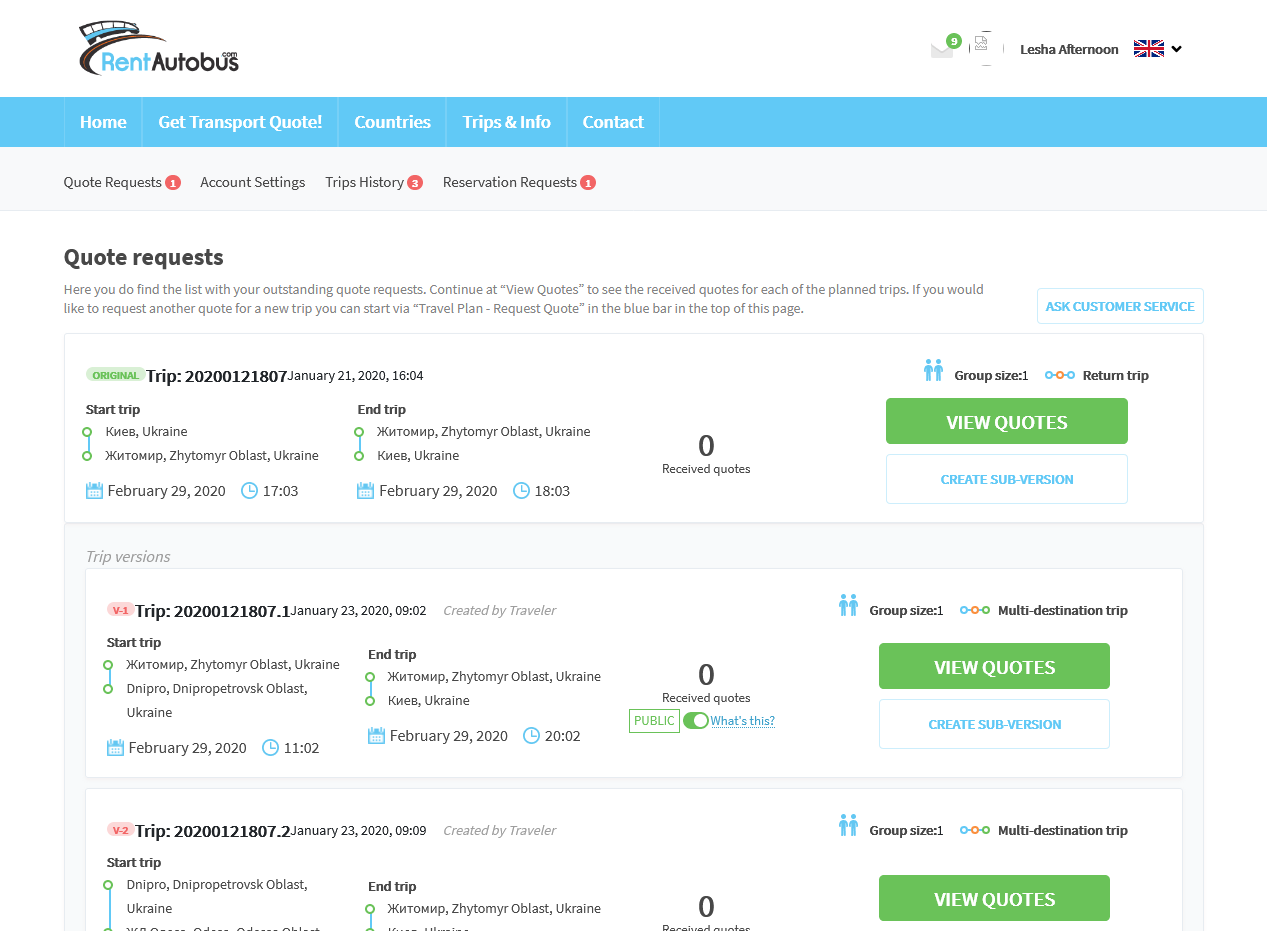 RentAutobus.com
9
Lesha Afternoon
Home Get Transport Quote! Countries Trips & Info Contact
Quote Requests 1 Account Settings Trips History 3 Reservation Requests 1
Quote requests
Here you do find the list with your outstanding quote requests. Continue at “View Quotes” to see the received quotes for each of the planned trips. If you would
like to request another quote for a new trip you can start via “Travel Plan - Request Quote” in the blue bar in the top of this page.
ASK CUSTOMER SERVICE
ORIGINAL Trip: 20200121807 January 21, 2020, 16:04
Group size:1 Return trip
Start trip
Киев, Ukraine
Житомир, Zhytomyr Oblast, Ukraine
February 29, 2020 17:03
End trip
Житомир, Zhytomyr Oblast, Ukraine
Киев, Ukraine
February 29, 2020 18:03
0
Received quotes
VIEW QUOTES
CREATE SUB-VERSION
Trip versions
V-1 Trip: 20200121807.1 January 23, 2020, 09:02 Created by Traveler
Group size:1 Multi-destination trip
Start trip
Житомир, Zhytomyr Oblast, Ukraine
Dnipro, Dnipropetrovsk Oblast,
Ukraine
February 29, 2020 11:02
End trip
Житомир, Zhytomyr Oblast, Ukraine
Киев, Ukraine
February 29, 2020 20:02
0
Received quotes
PUBLIC What's this?
VIEW QUOTES
CREATE SUB-VERSION
V-2 Trip: 20200121807.2 January 23, 2020, 09:09 Created by Traveler
Group size:1 Multi-destination trip
Start trip
Dnipro, Dnipropetrovsk Oblast,
Ukraine
ЖД Одеса, Odesa, Odessa Oblast,
End trip
Житомир, Zhytomyr Oblast, Ukraine
Киев, Ukraine
0
Received quotes
VIEW QUOTES